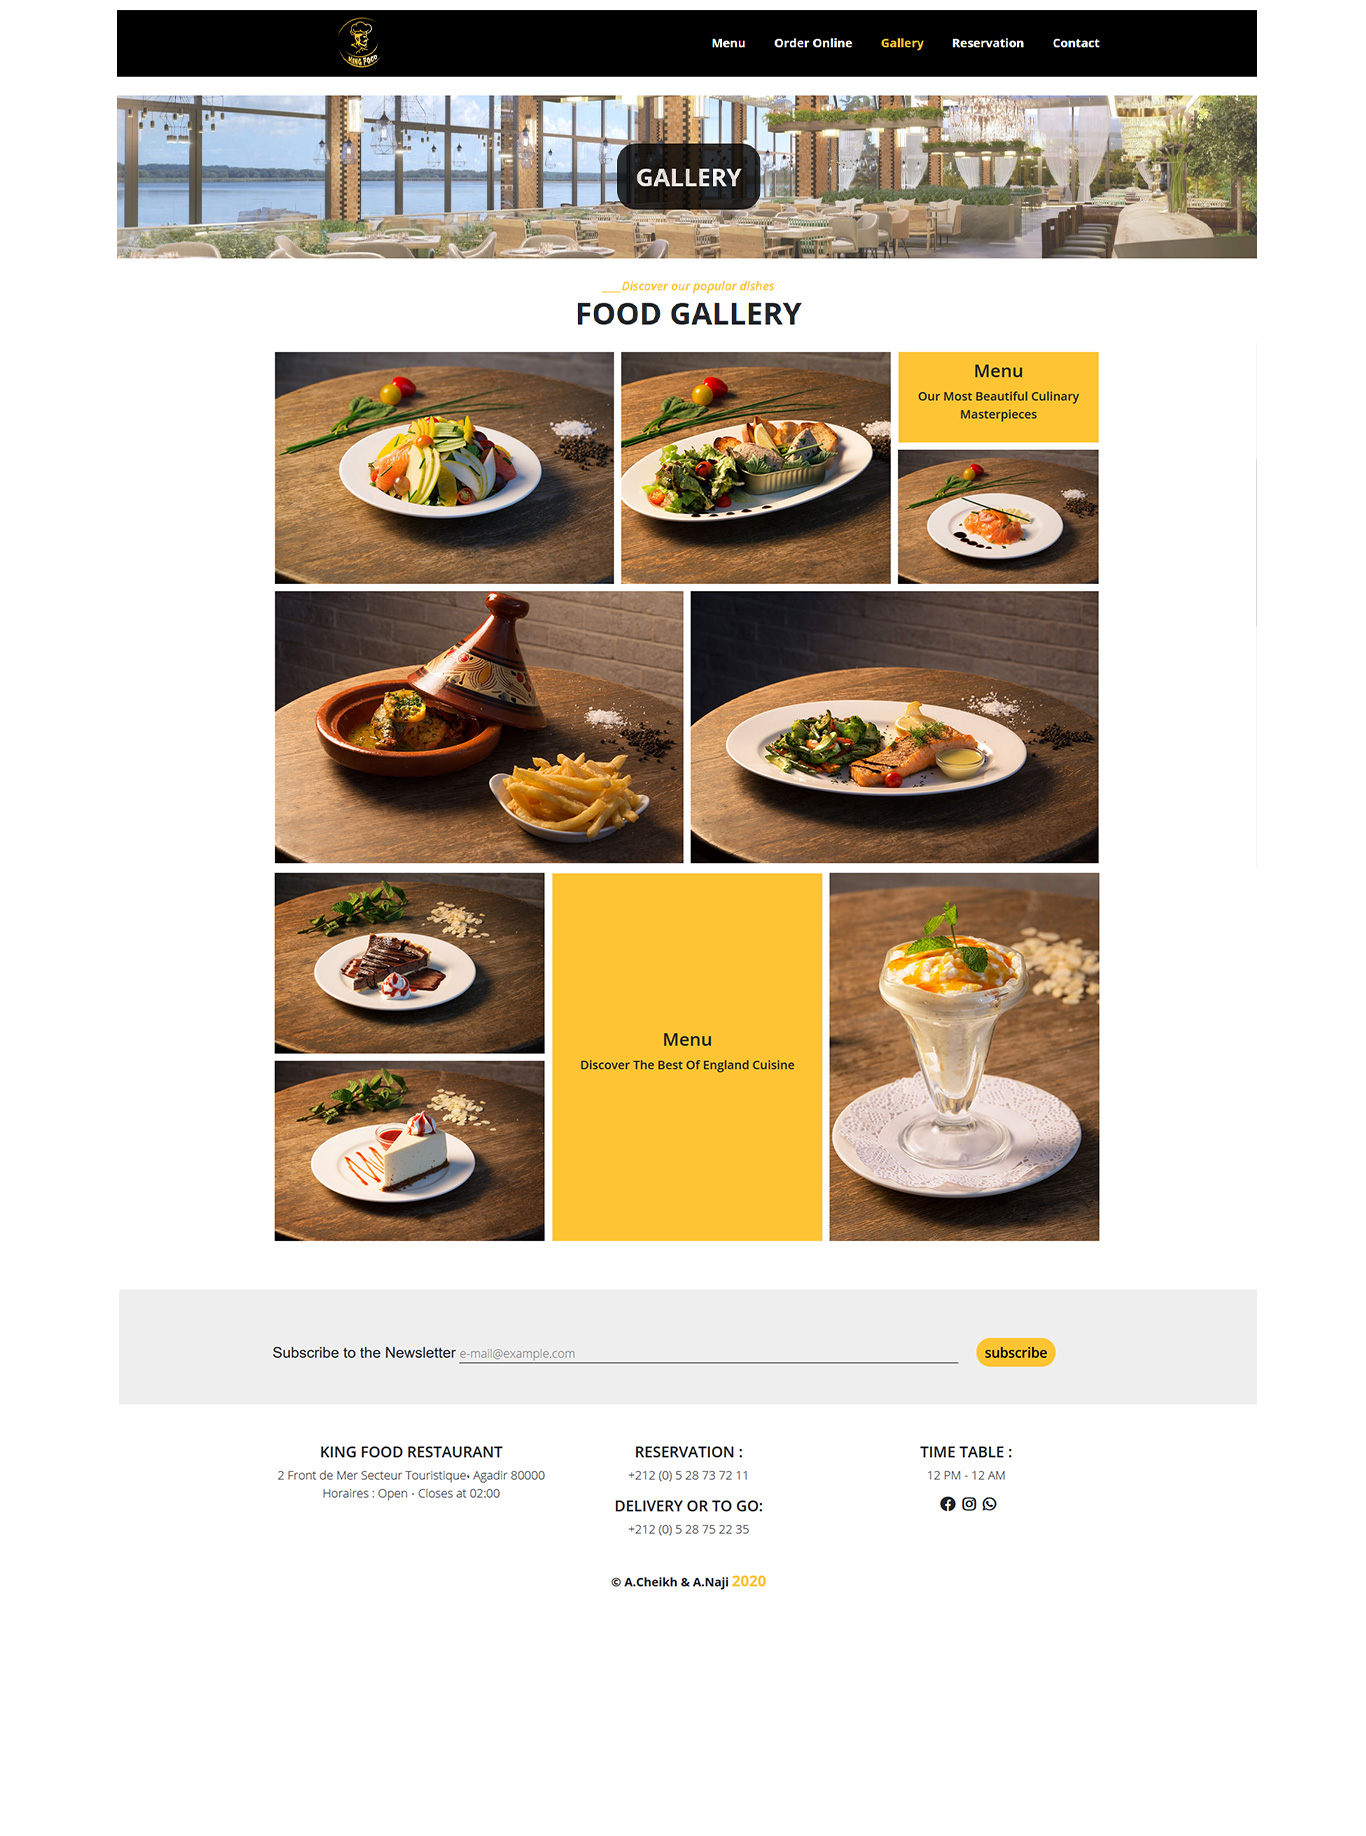 KING FOOD
Menu Order Online Gallery Reservation Contact
GALLERY
___Discover our popular dishes
FOOD GALLERY
Menu
Our Most Beautiful Culinary
Masterpieces
Menu
Discover The Best Of England Cuisine
Subscribe to the Newsletter e-mail@example.com subscribe
KING FOOD RESTAURANT
2 Front de Mer Secteur Touristique• Agadir 80000
Horaires : Open · Closes at 02:00
RESERVATION :
+212 (0) 5 28 73 72 11
DELIVERY OR TO GO:
+212 (0) 5 28 75 22 35
TIME TABLE :
12 PM - 12 AM
© A.Cheikh & A.Naji 2020